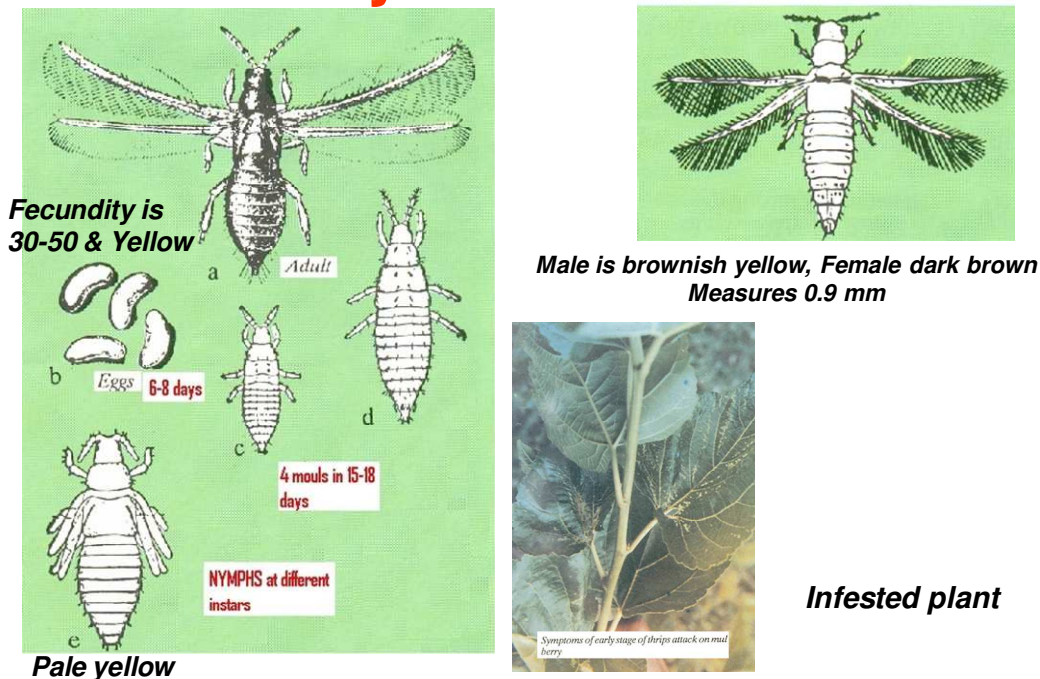 Fecundity is
30-50 & Yellow
a
Adult
b
Eggs
6-8 days
c
d
4 mouls in 15-18
days
NYMPHS at different
instars
e
Pale yellow
Male is brownish yellow, Female dark brown
Measures 0.9 mm
Symptoms of early stage of thrips attack on mul
berry
Infested plant